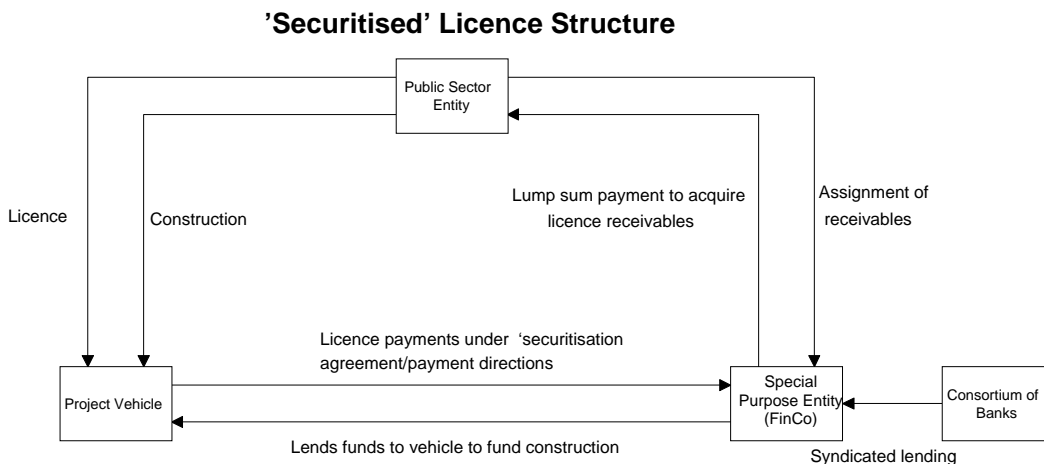 ’Securitised’ Licence Structure
Public Sector
Entity
Licence
Construction
Lump sum payment to acquire
licence receivables
Assignment of
receivables
Licence payments under ‘securitisation
agreement/payment directions
Project Vehicle
Special
Purpose Entity
(FinCo)
Consortium of
Banks
Lends funds to vehicle to fund construction
Syndicated lending